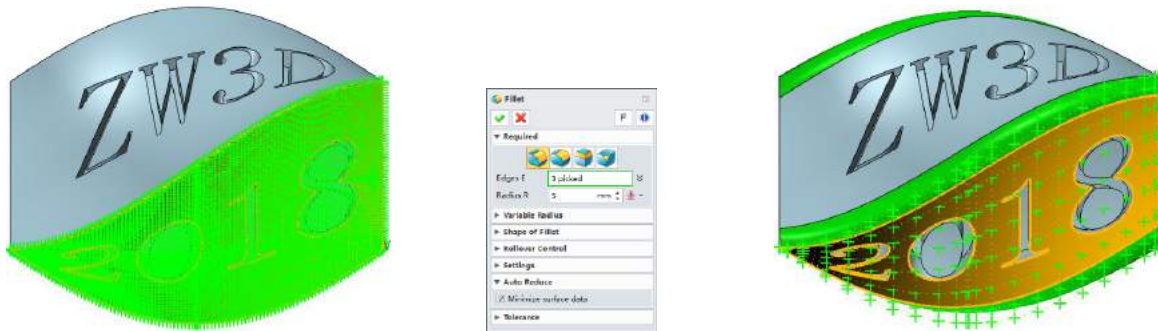 ZW3D
2018
Fillet
Required
Edges E 3 picked
Radius R 5 mm
Variable Radius
Shape of Fillet
Rollover Control
Settings
Auto Reduce
Minimize surface data
Tolerance
ZW3D
2018